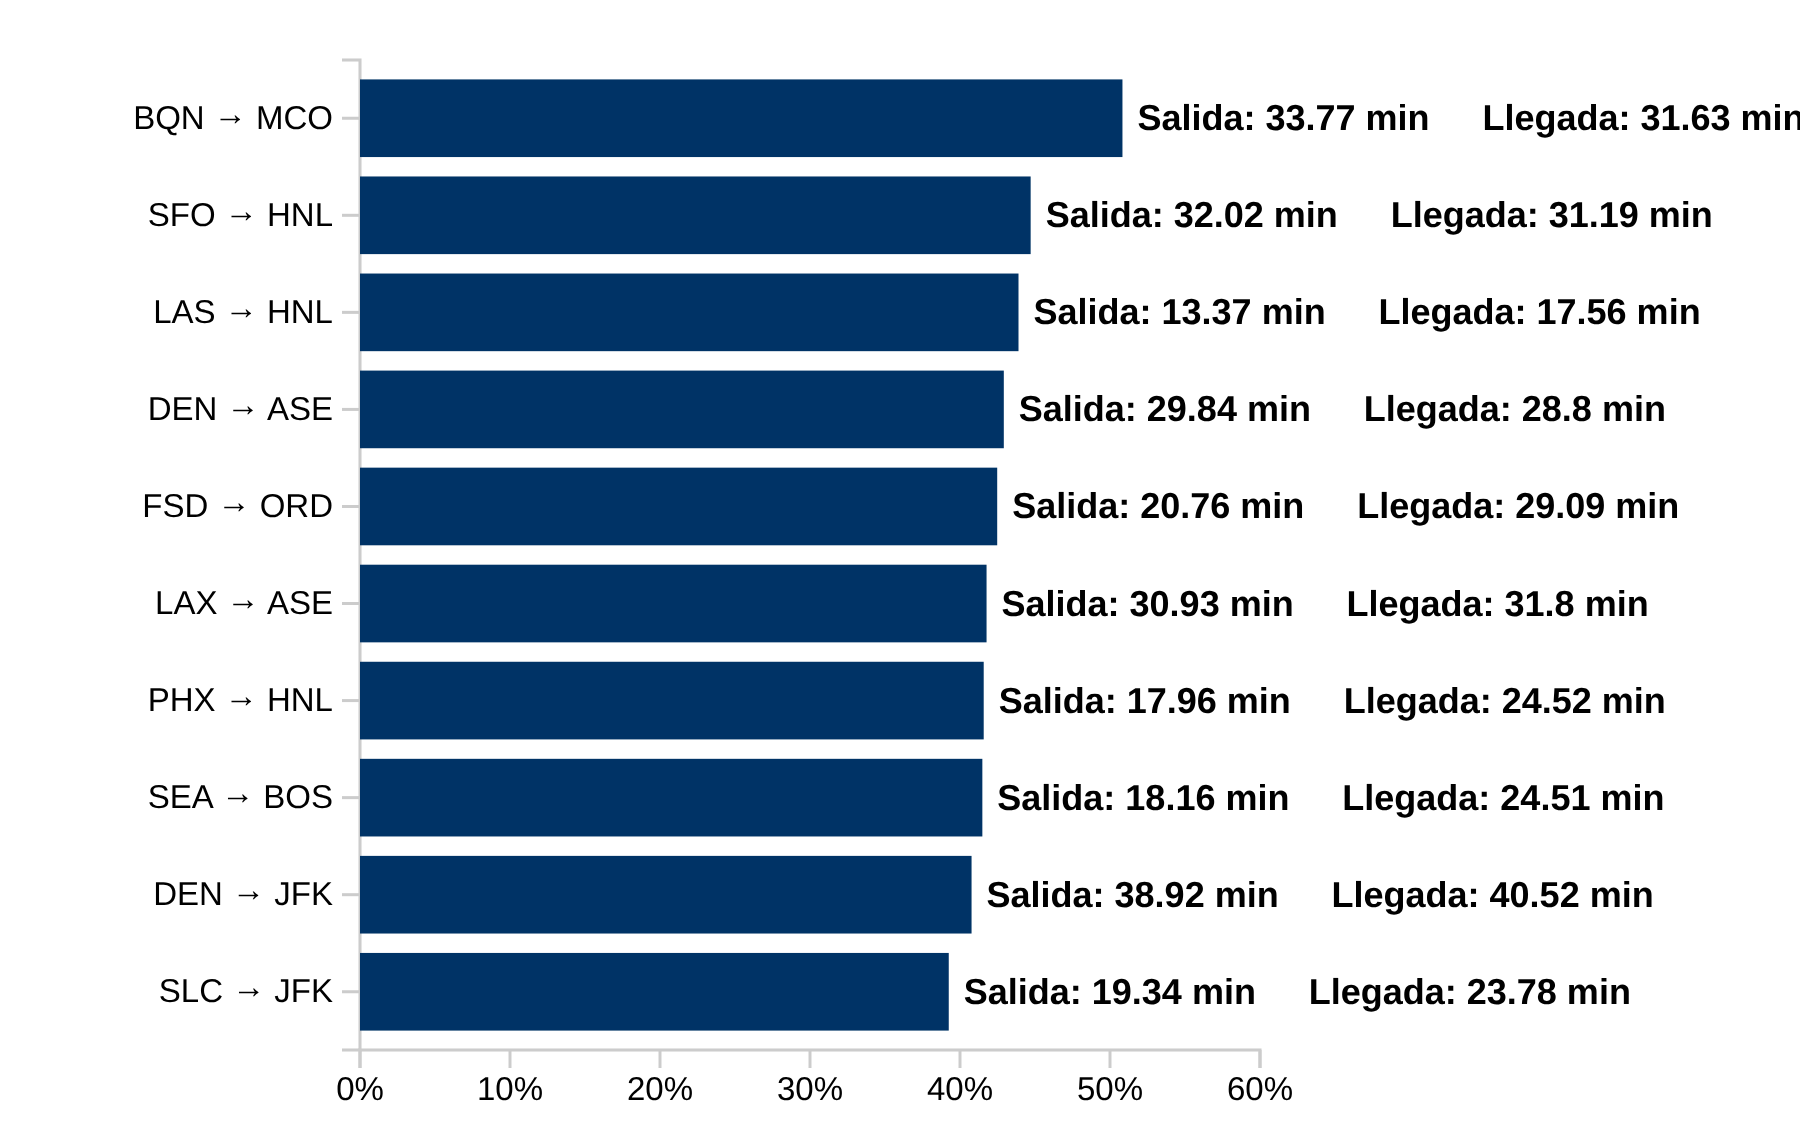 BQN → MCO Salida: 33.77 min Llegada: 31.63 min
SFO → HNL Salida: 32.02 min Llegada: 31.19 min
LAS → HNL Salida: 13.37 min Llegada: 17.56 min
DEN → ASE Salida: 29.84 min Llegada: 28.8 min
FSD → ORD Salida: 20.76 min Llegada: 29.09 min
LAX → ASE Salida: 30.93 min Llegada: 31.8 min
PHX → HNL Salida: 17.96 min Llegada: 24.52 min
SEA → BOS Salida: 18.16 min Llegada: 24.51 min
DEN → JFK Salida: 38.92 min Llegada: 40.52 min
SLC → JFK Salida: 19.34 min Llegada: 23.78 min
0% 10% 20% 30% 40% 50% 60%